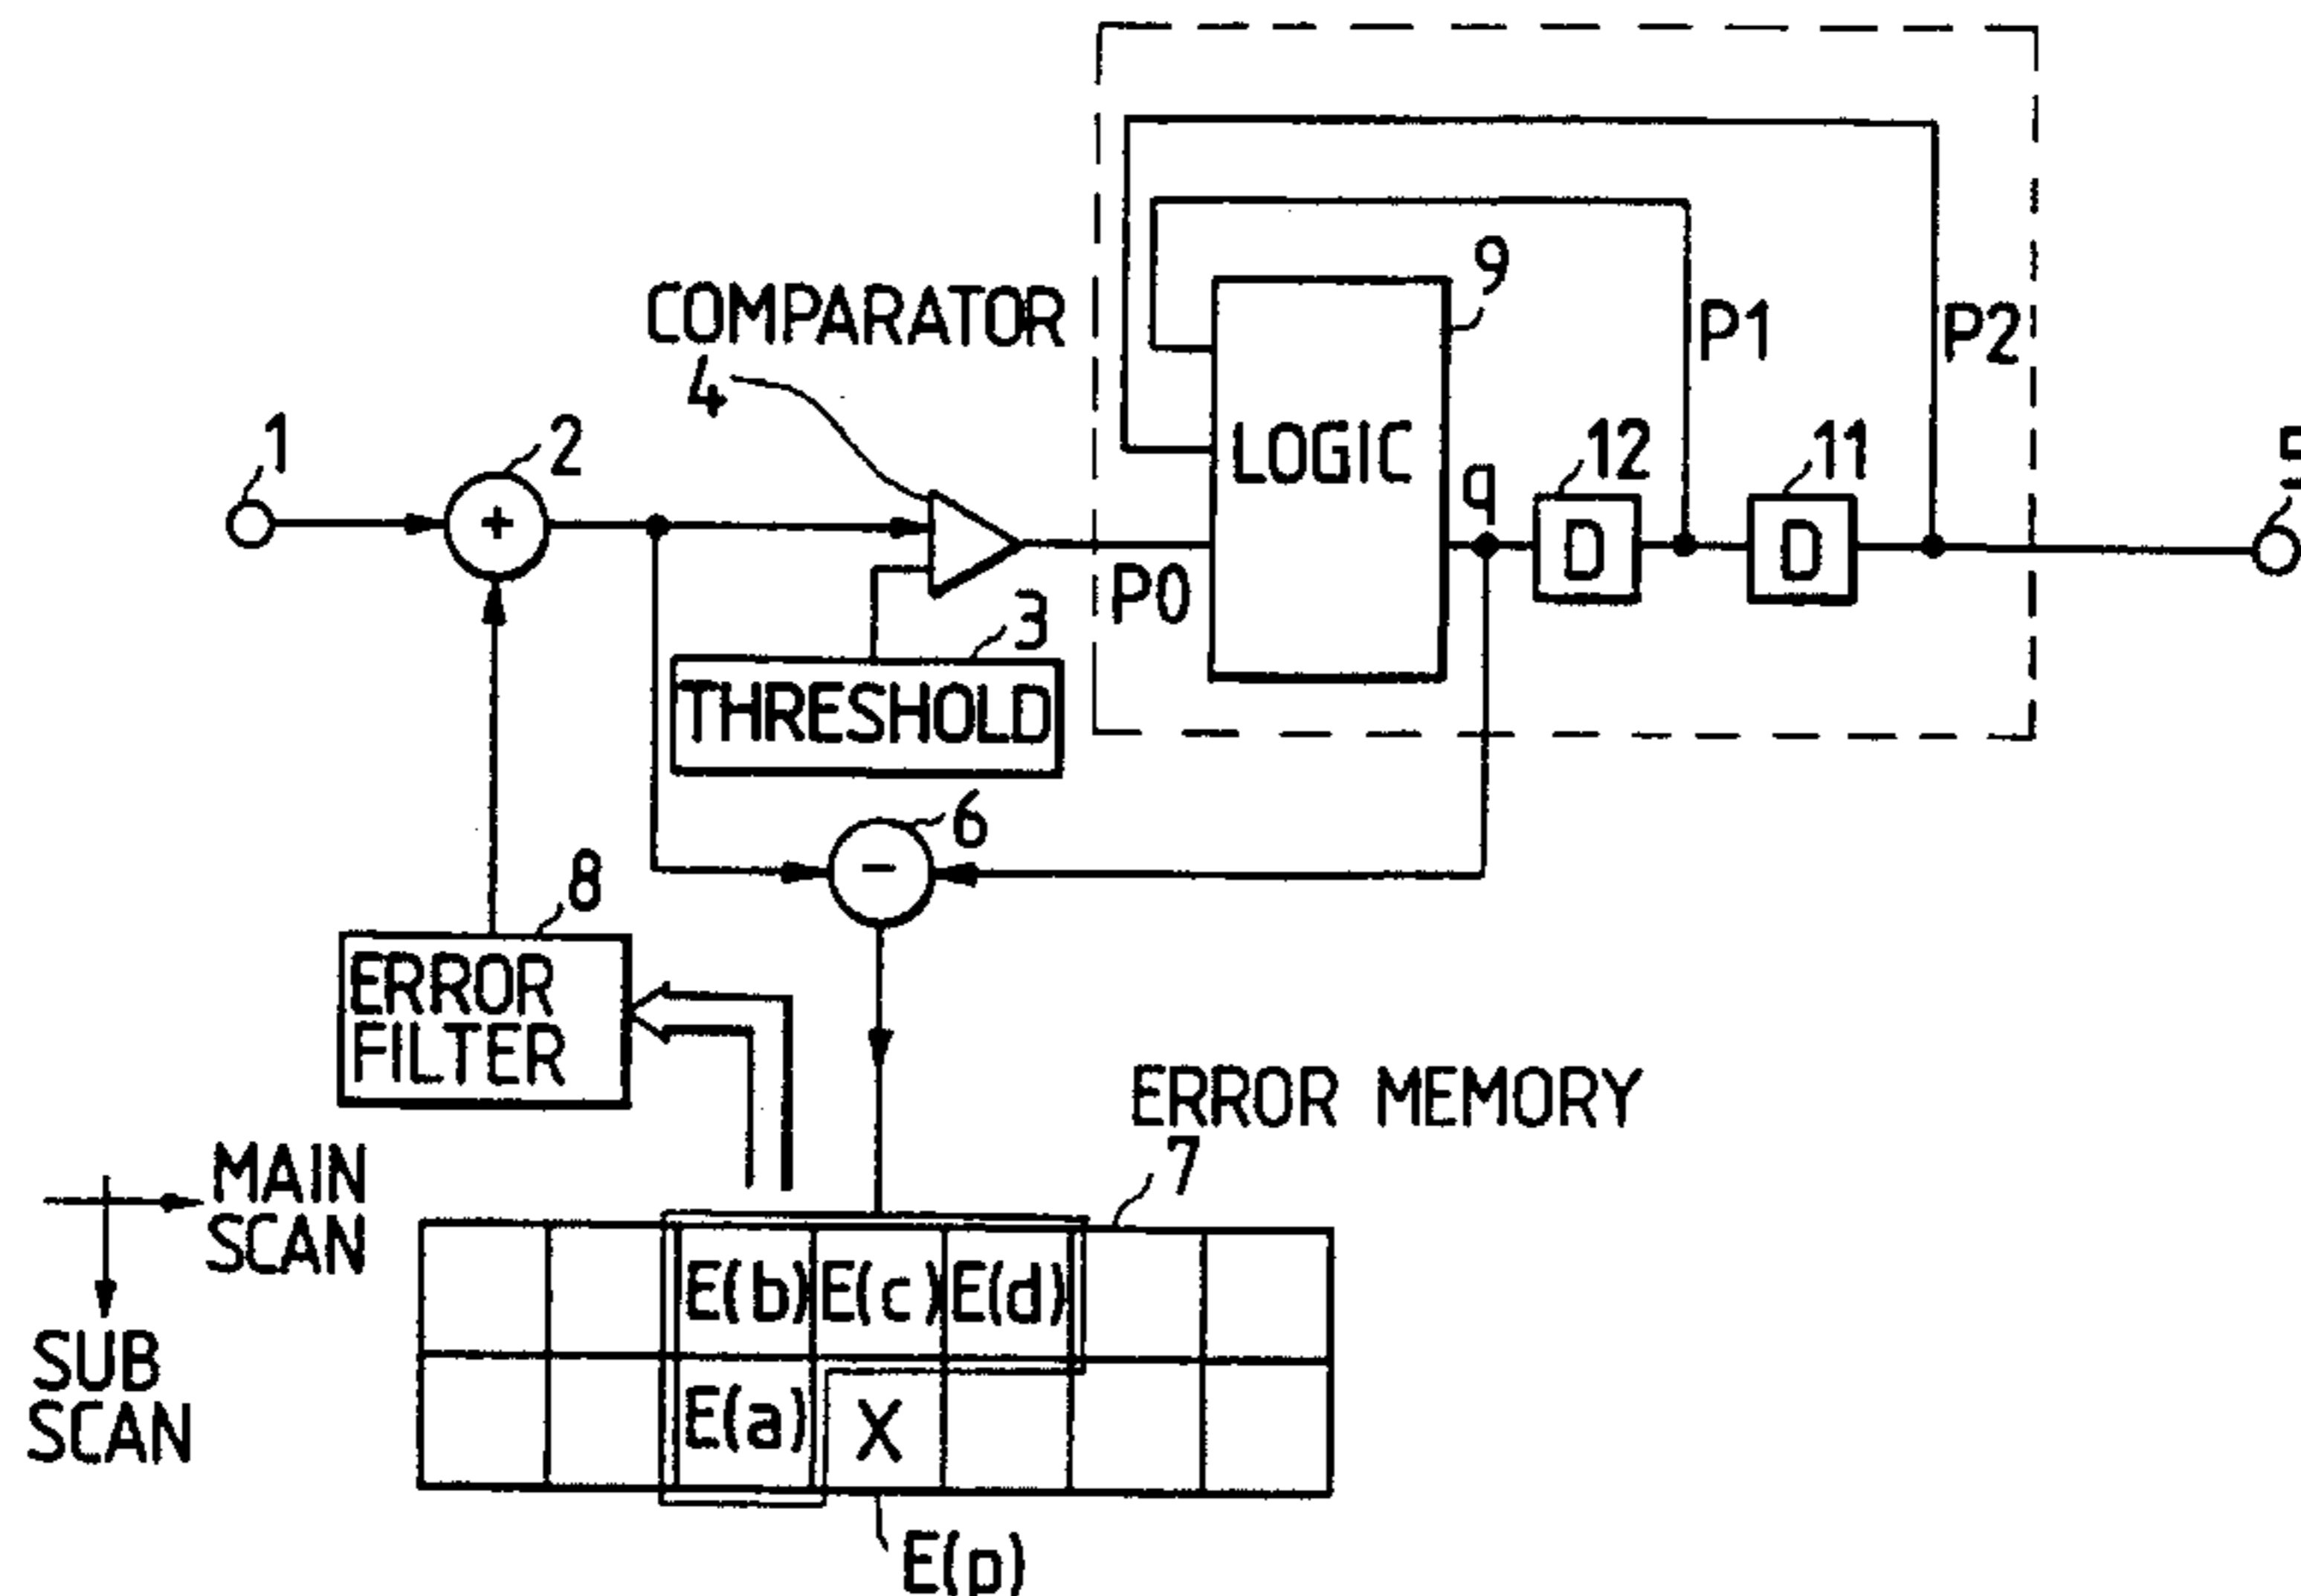 COMPARATOR
4
1
2
9
P1
P2
LOGIC
q
12
11
5
D
D
+
P0
3
THRESHOLD
6
-
8
ERROR
FILTER
ERROR MEMORY
7
MAIN
SCAN
SUB
SCAN
E(b) E(c) E(d)
E(a) X
E(p)